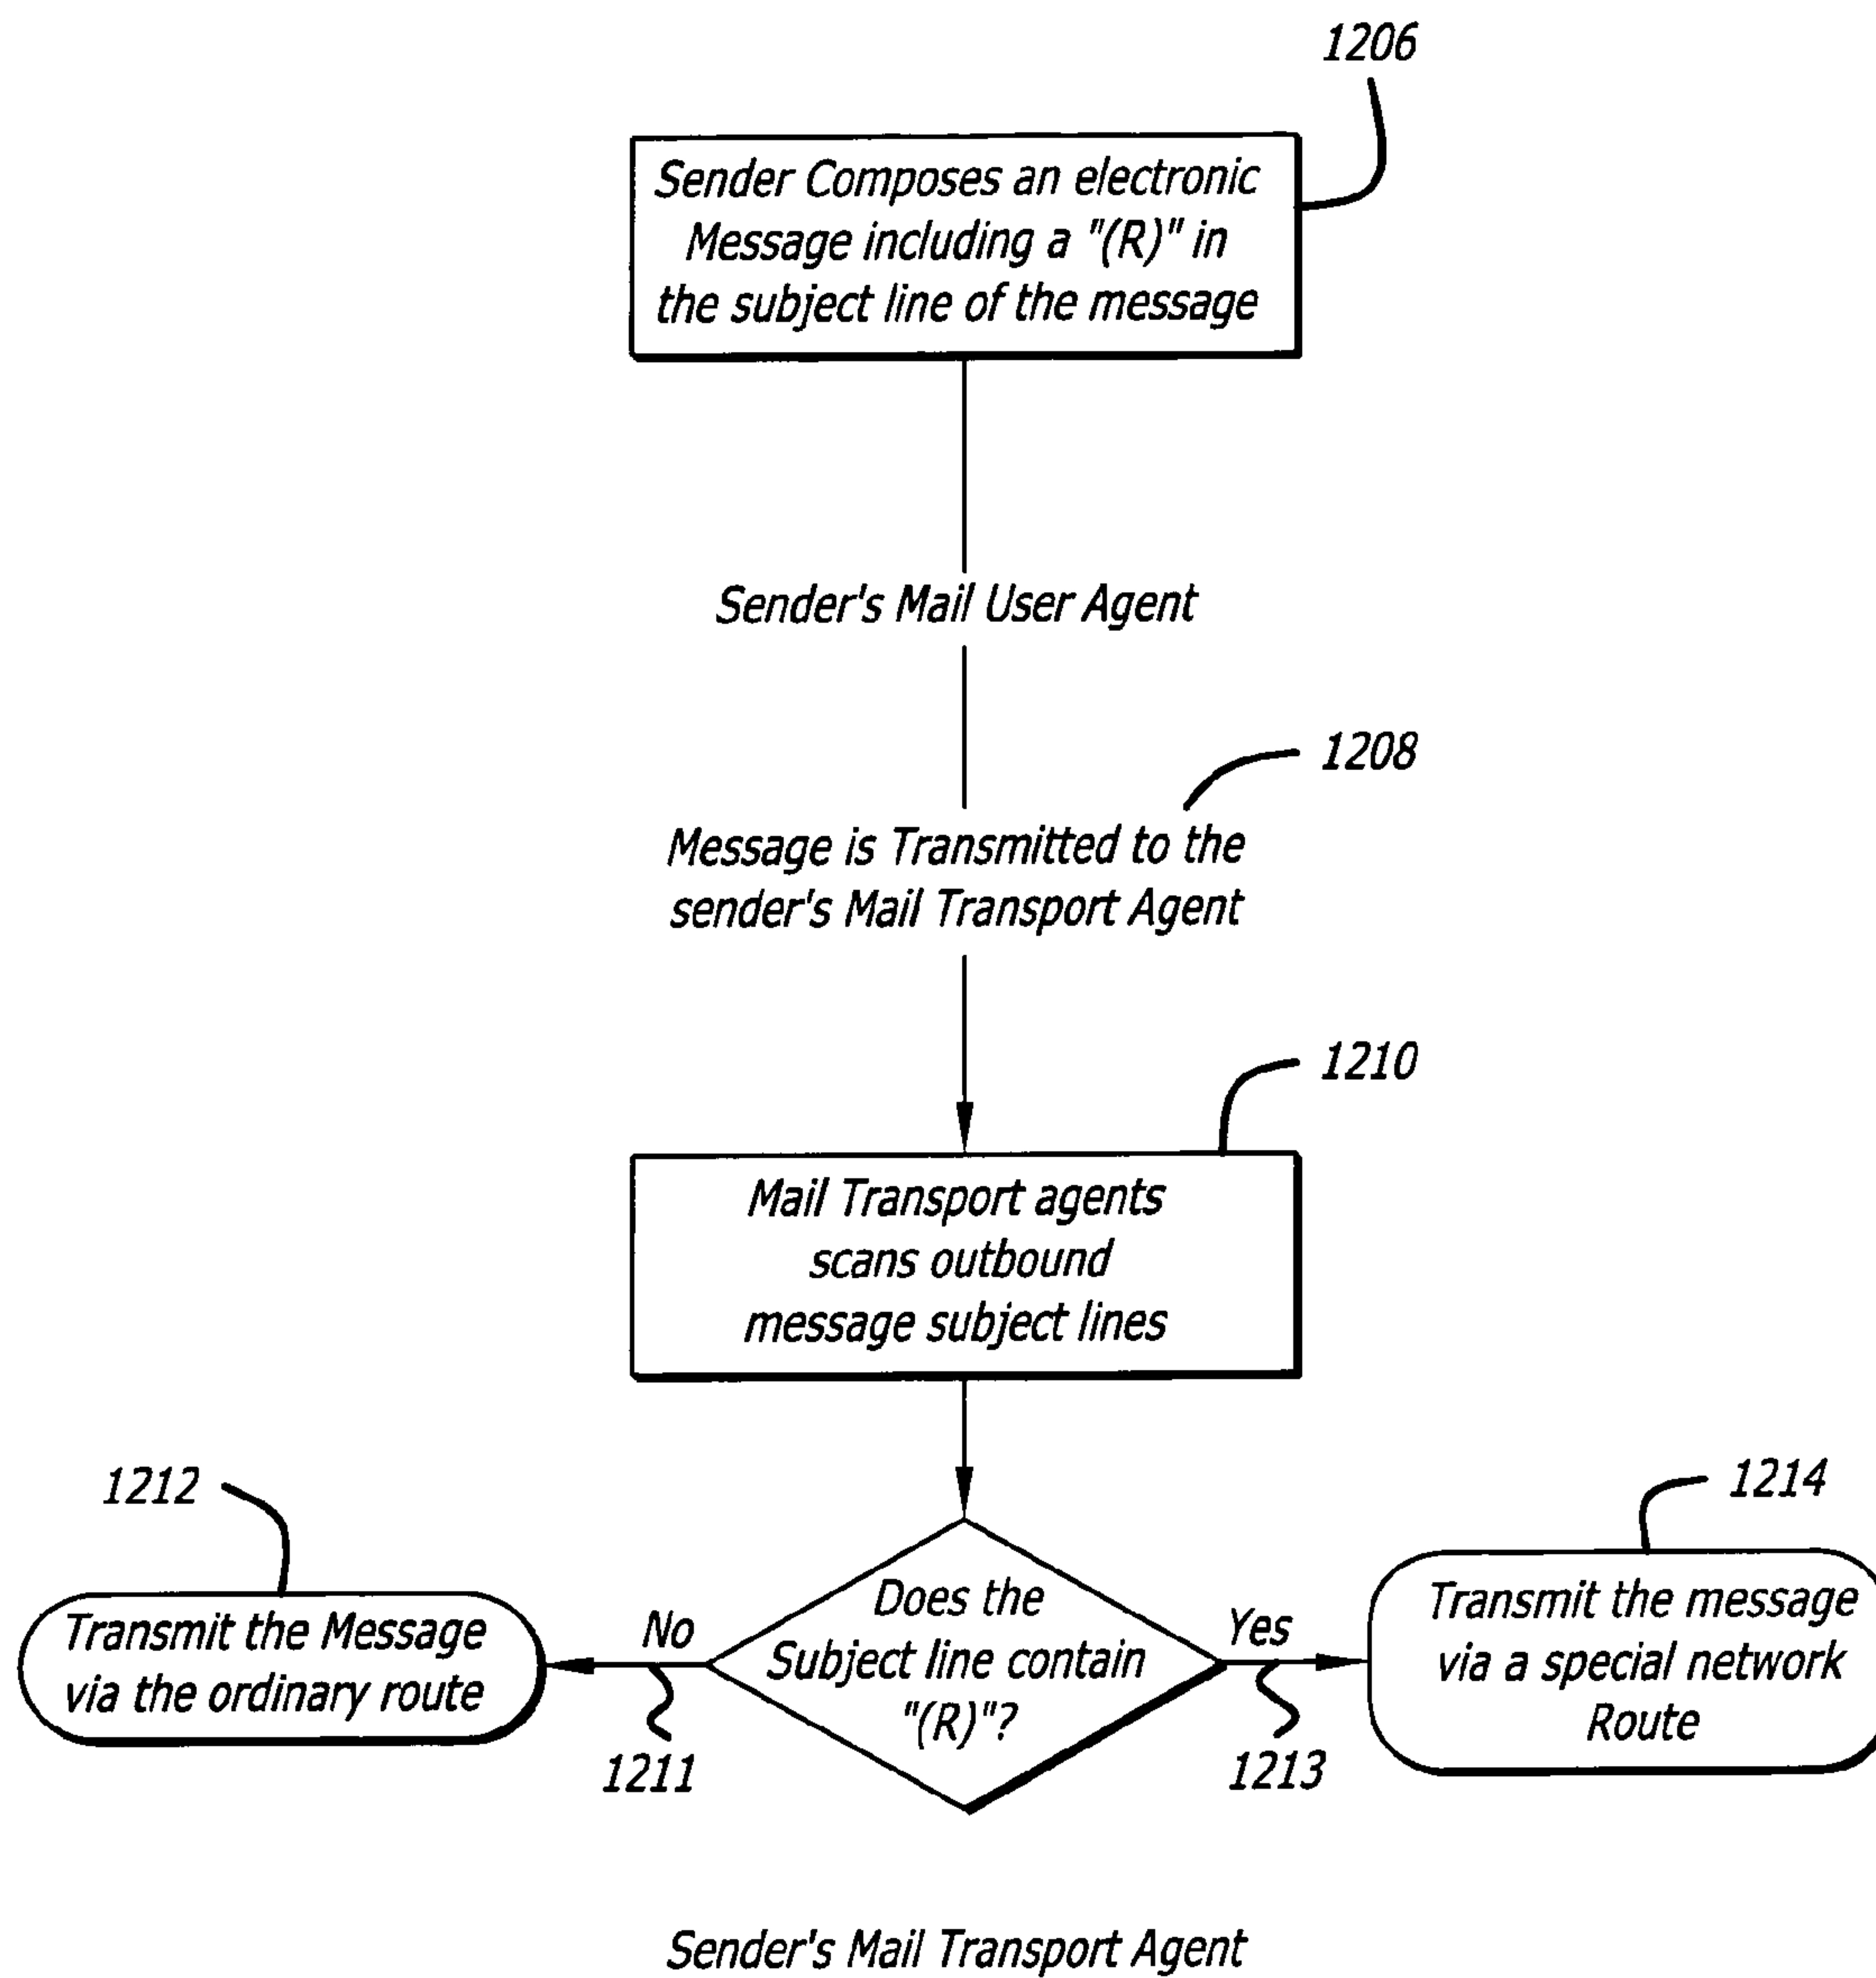 1206
Sender Composes an electronic
Message including a "(R)" in
the subject line of the message
Sender's Mail User Agent
1208
Message is Transmitted to the
sender's Mail Transport Agent
1210
Mail Transport agents
scans outbound
message subject lines
1212
1214
Transmit the Message
via the ordinary route
No
1211
Does the
Subject line contain
"(R)"?
Yes
1213
Transmit the message
via a special network
Route
Sender's Mail Transport Agent